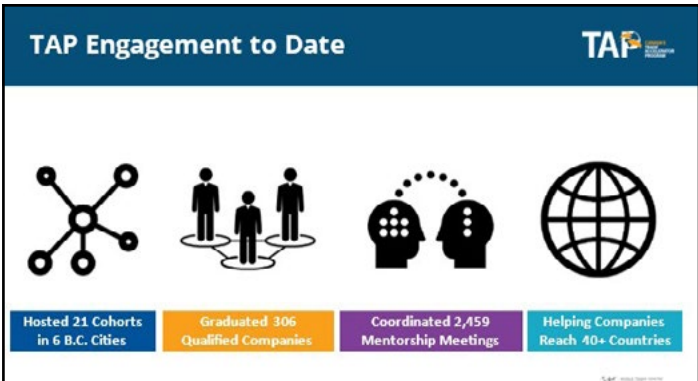 TAP Engagement to Date
TAP
Hosted 21 Cohorts
in 6 B.C. Cities
Graduated 306
Qualified Companies
Coordinated 2,459
Mentorship Meetings
Helping Companies
Reach 40+ Countries